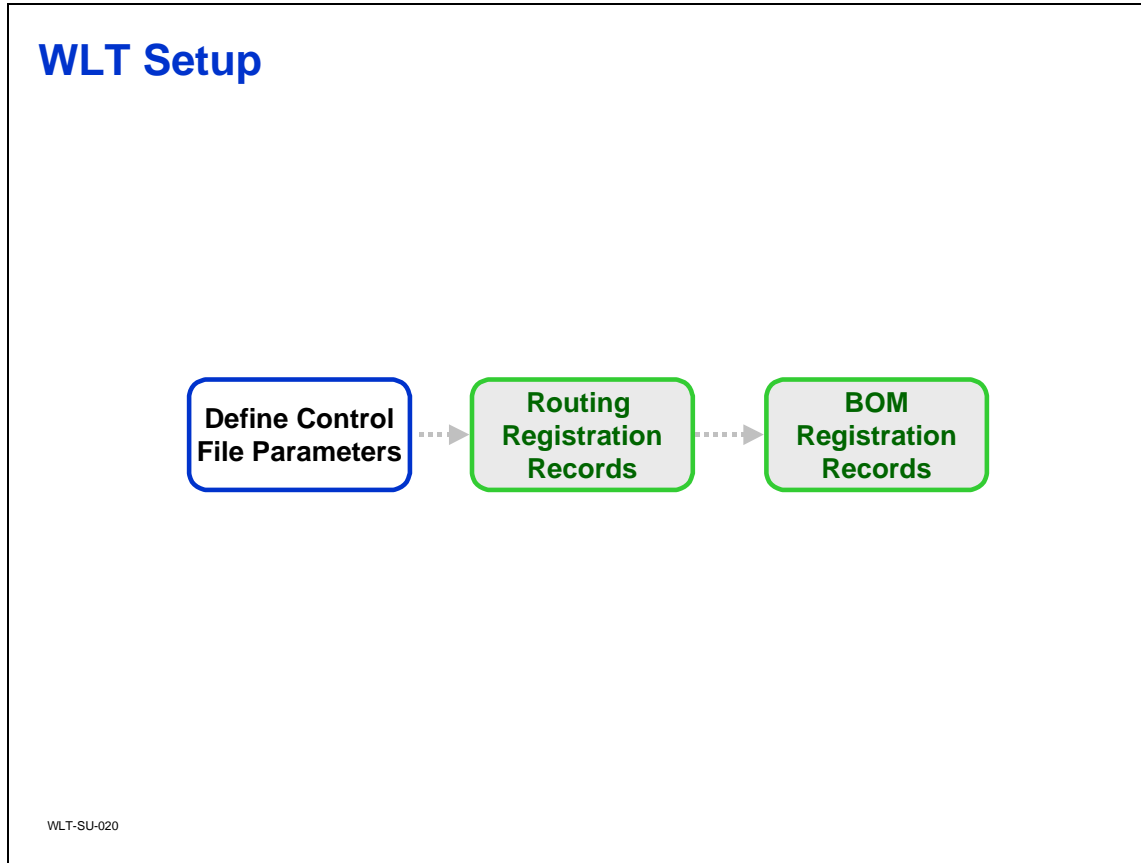 WLT Setup
Define Control
File Parameters
Routing
Registration
Records
BOM
Registration
Records
WLT-SU-020